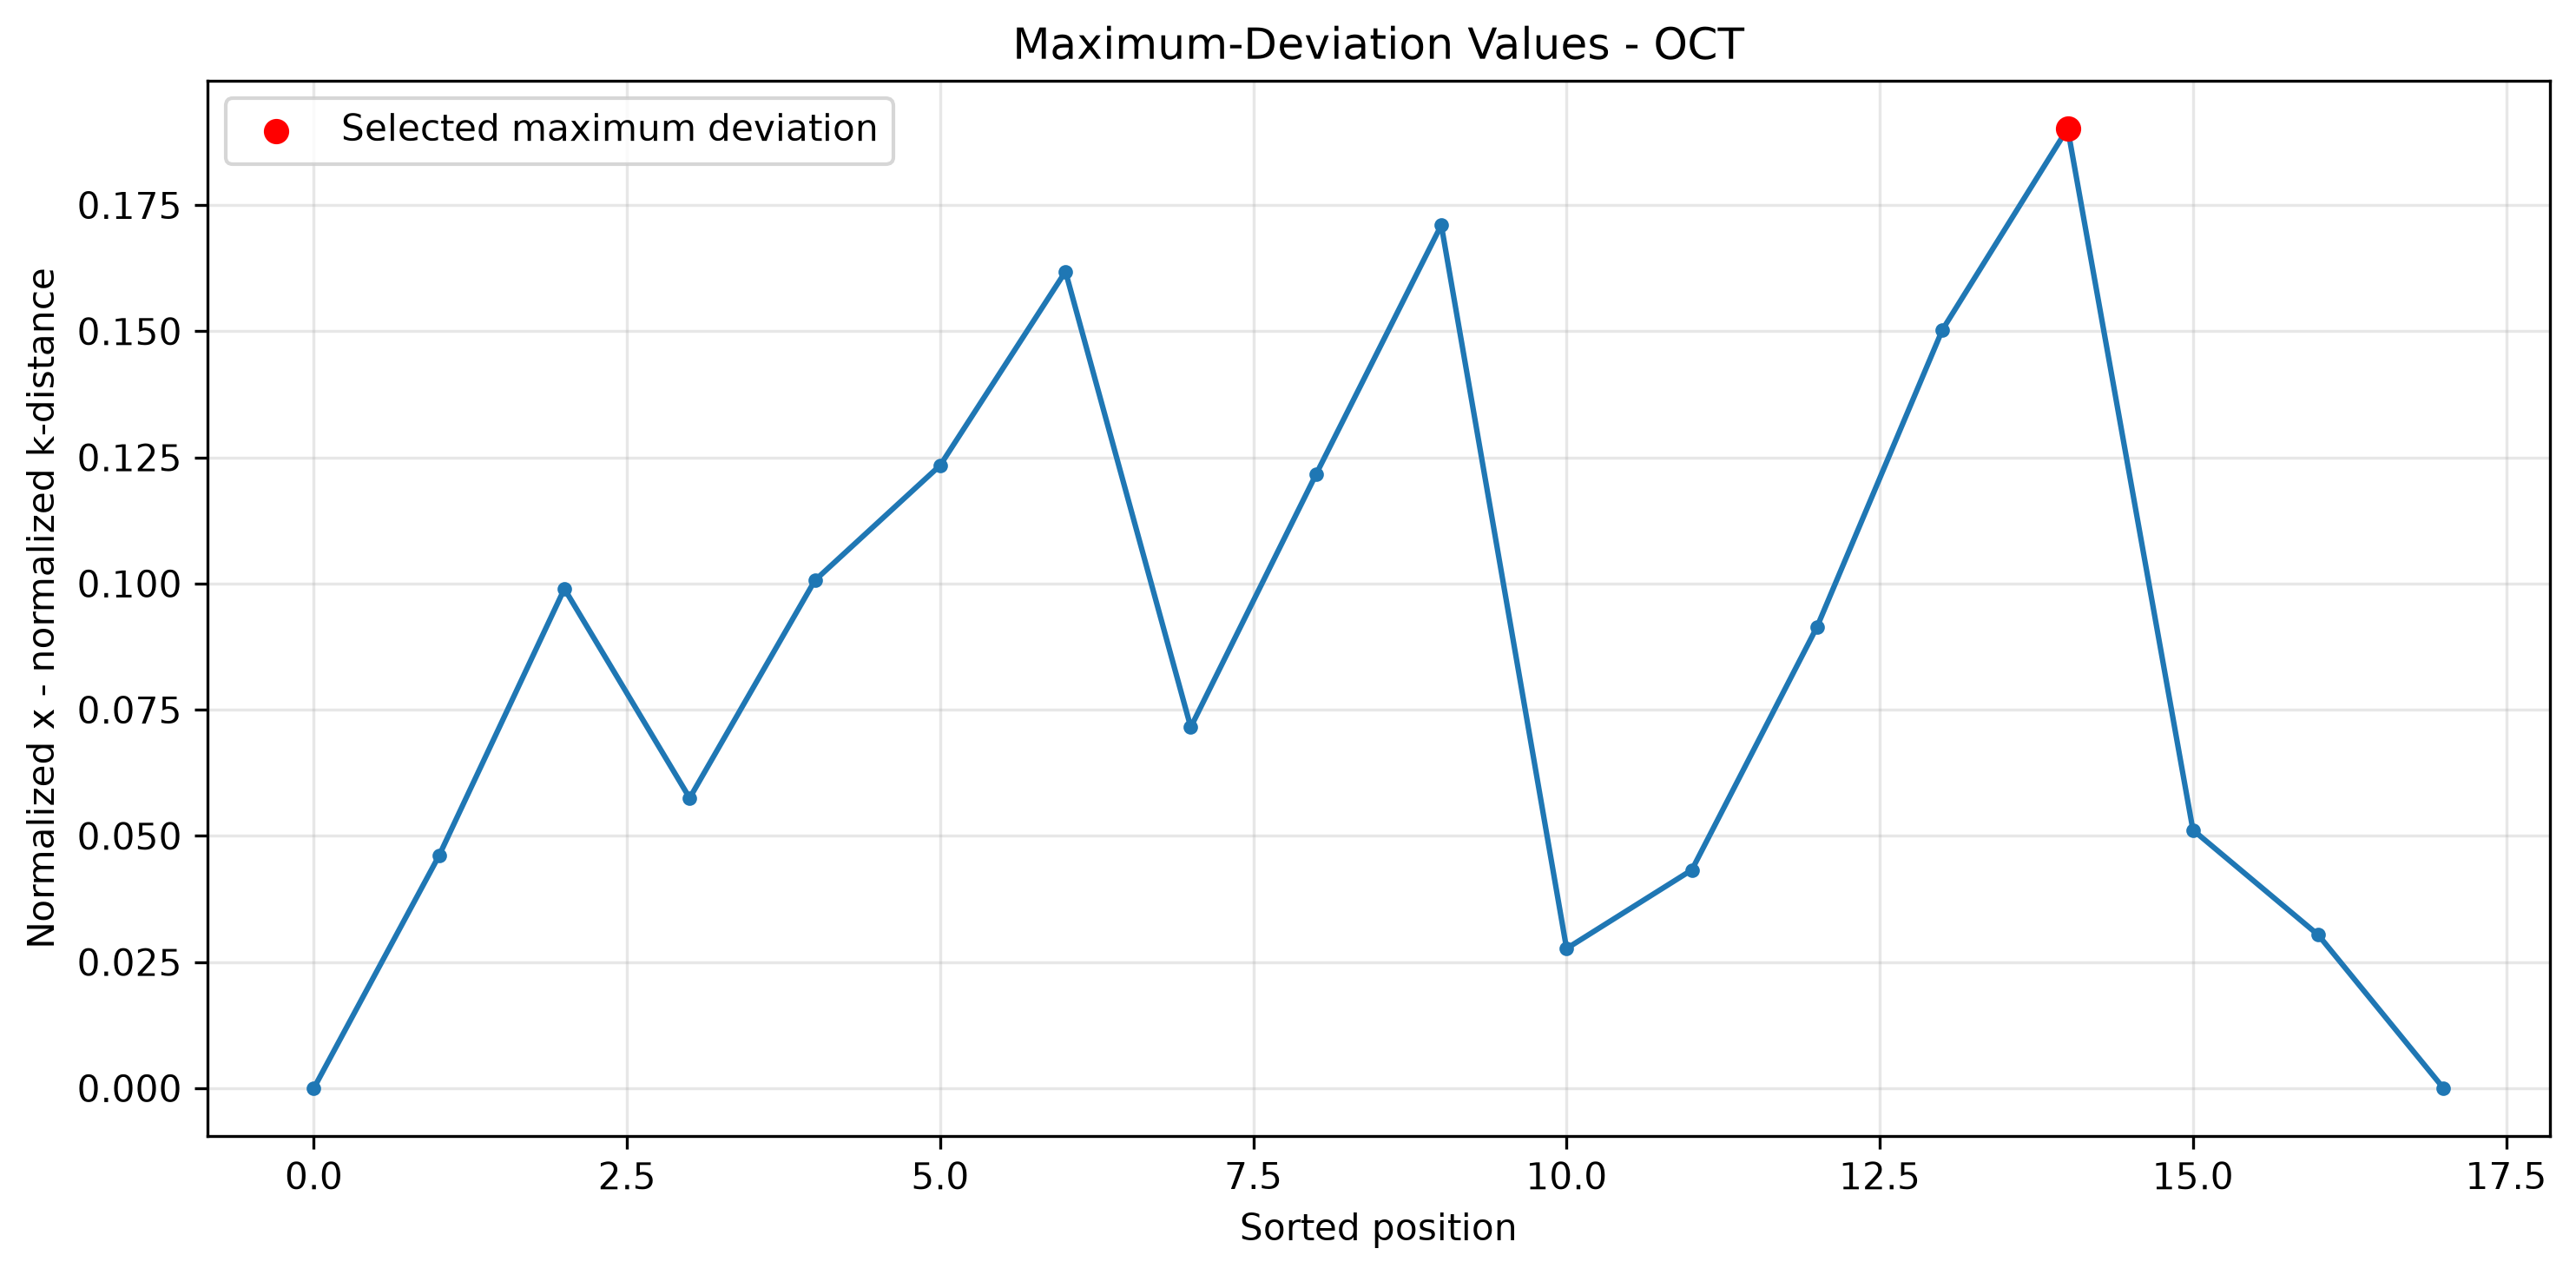 Maximum-Deviation Values - OCT
Selected maximum deviation
Normalized x - normalized k-distance
0.175
0.150
0.125
0.100
0.075
0.050
0.025
0.000
0.0 2.5 5.0 7.5 10.0 12.5 15.0 17.5
Sorted position